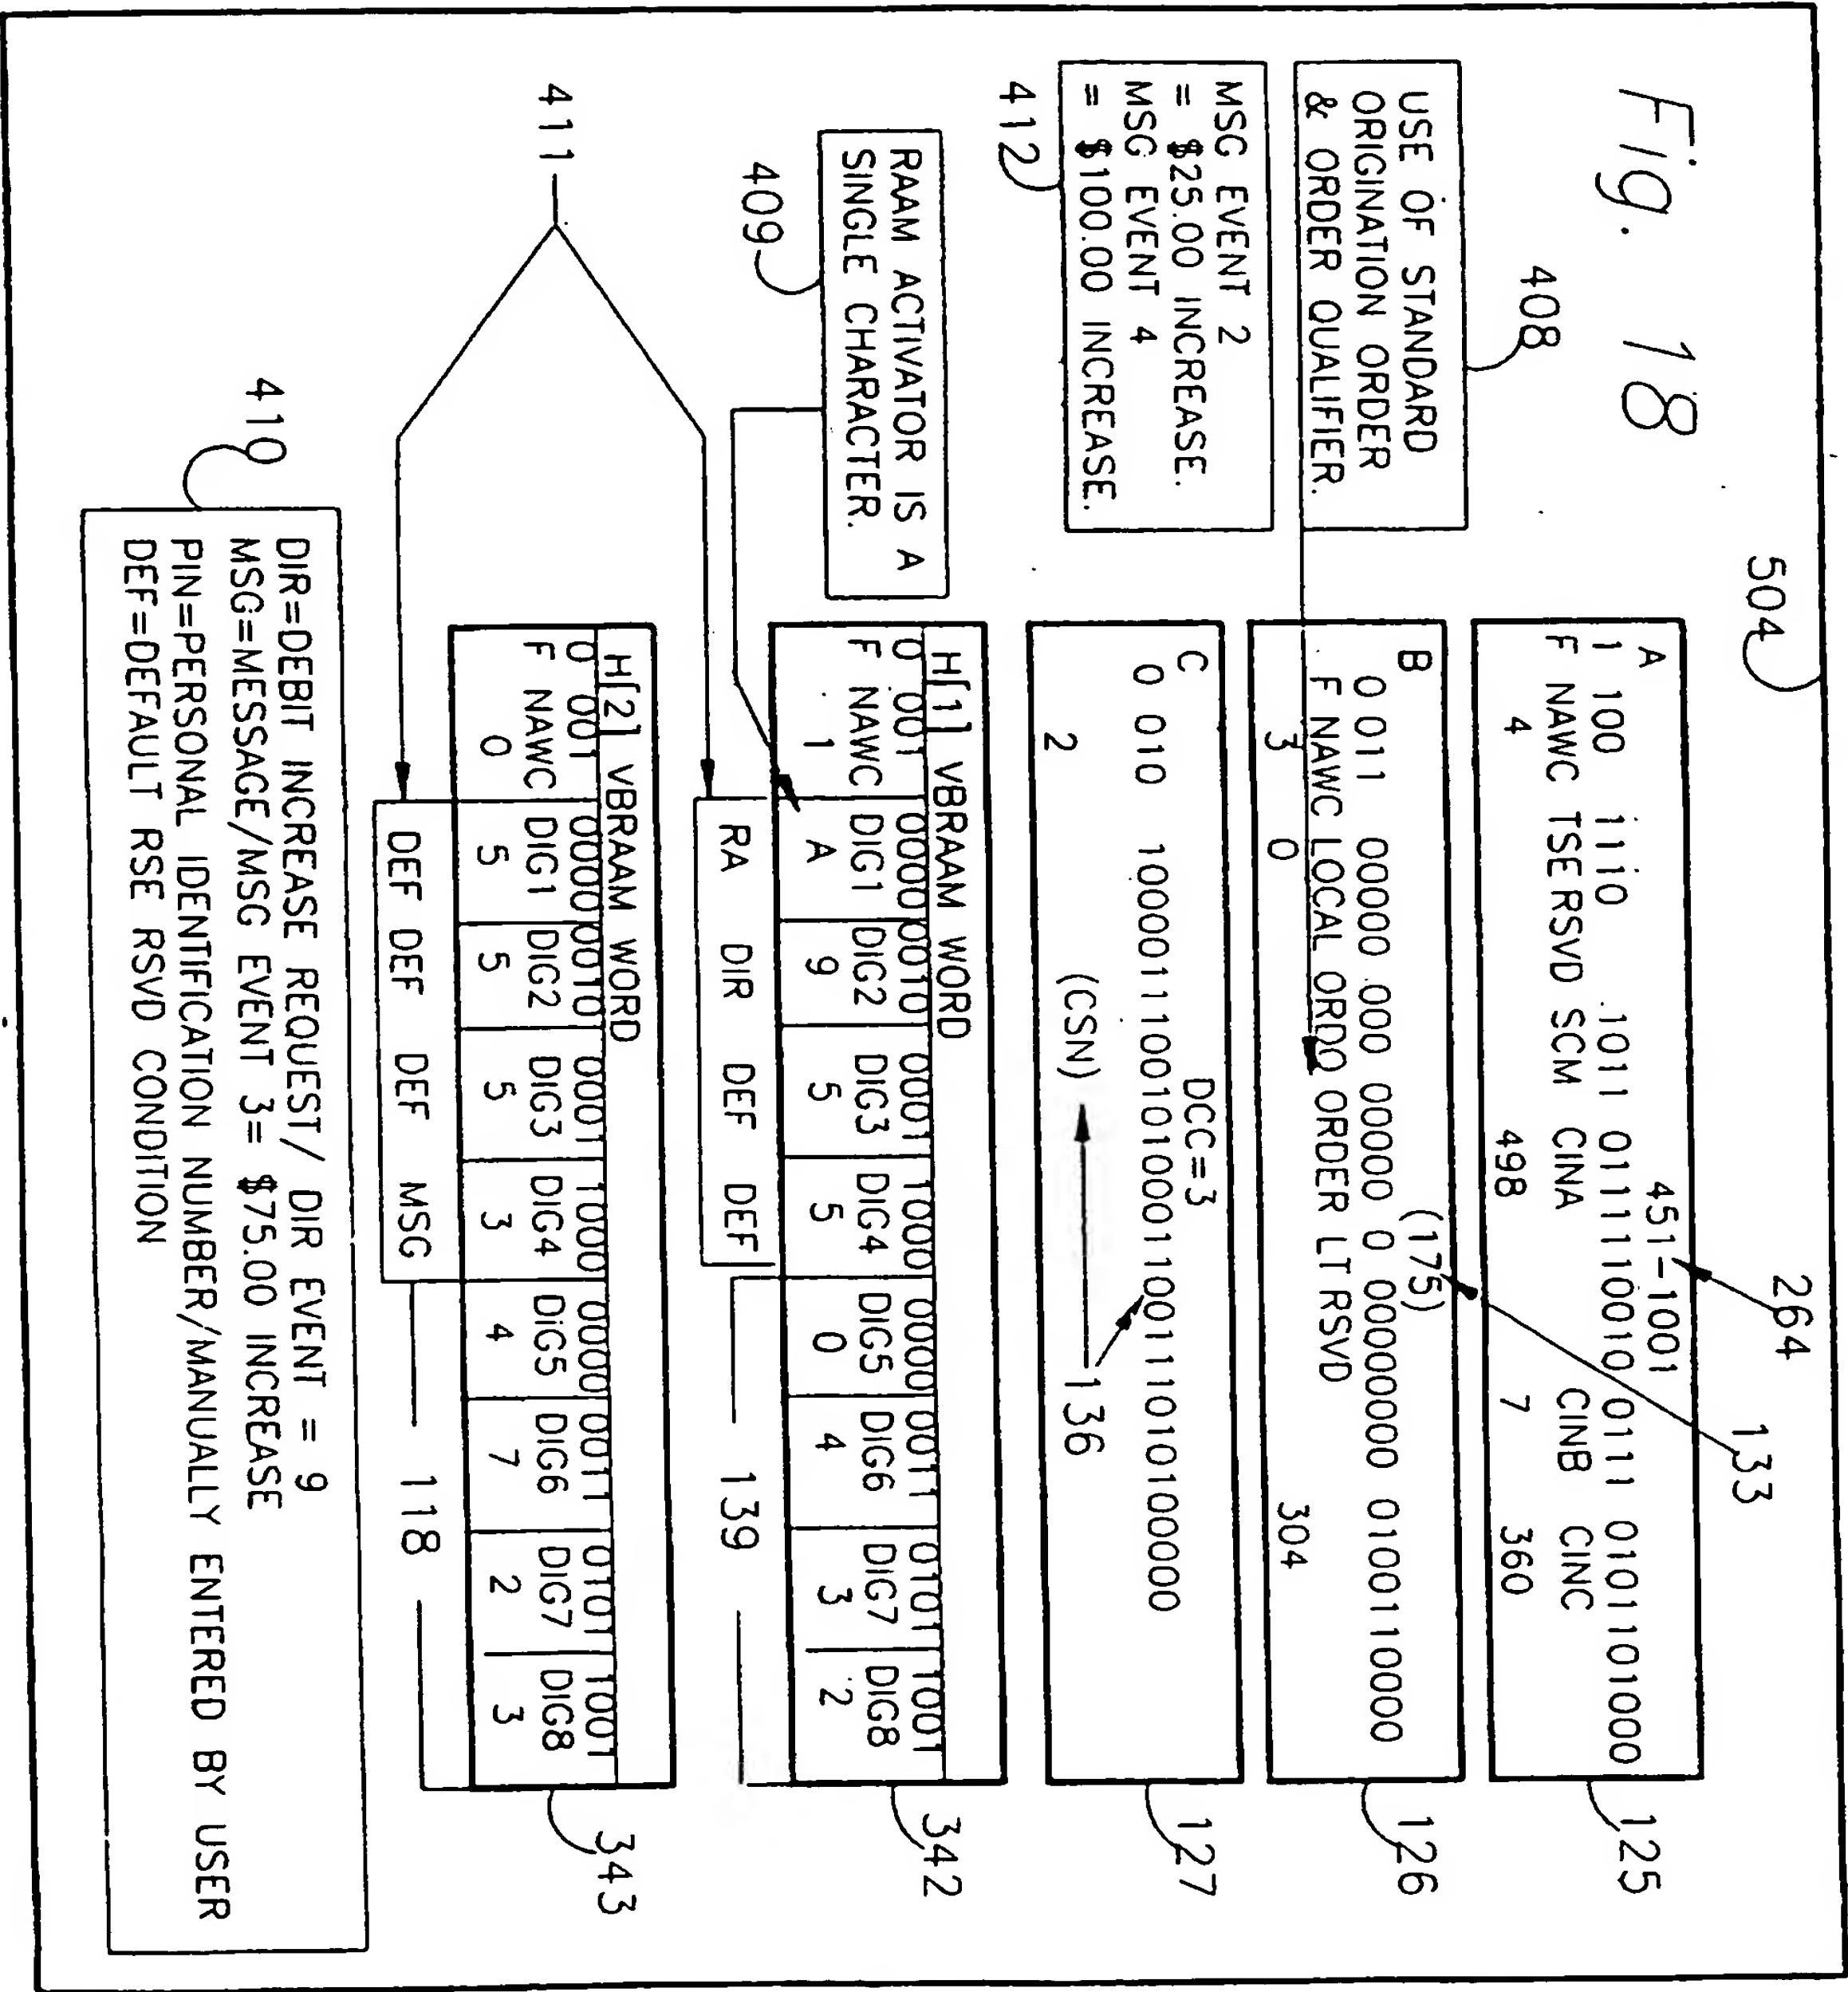 Fig. 18
504
408
USE OF STANDARD
ORIGINATION ORDER
& ORDER QUALIFIER.
MSG EVENT 2
= $25.00 INCREASE.
MSG EVENT 4
= $100.00 INCREASE.
412
RAAM ACTIVATOR IS A
SINGLE CHARACTER.
409
411
264
133
A 451-1001
1 100 1110 1011 0111110010 0111 0101101000
F NAWC TSE RSVD SCM CINA CINB CINC
4 498 7 360
125
B (175)
0 011 00000 000 00000 0 00000000 0100110000
F NAWC LOCAL ORDQ ORDER LT RSVD
3 0 304
126
C DCC=3
0 010 10000111001010001100111010100000
2 (CSN) 136
127
H[1] VBRAAM WORD
0 001 0000 0010 0001 1000 0000 0011 0101 1001
F NAWC DIG1 DIG2 DIG3 DIG4 DIG5 DIG6 DIG7 DIG8
1 A 9 5 5 0 4 3 2
RA DIR DEF DEF 139
342
H[2] VBRAAM WORD
0 001 0000 0010 0001 1000 0000 0011 0101 1001
F NAWC DIG1 DIG2 DIG3 DIG4 DIG5 DIG6 DIG7 DIG8
0 5 5 5 3 4 7 2 3
DEF DEF DEF MSG 118
343
410
DIR=DEBIT INCREASE REQUEST/ DIR EVENT = 9
MSG=MESSAGE/MSG EVENT 3= $75.00 INCREASE
PIN=PERSONAL IDENTIFICATION NUMBER/MANUALLY ENTERED BY USER
DEF=DEFAULT RSE RSVD CONDITION